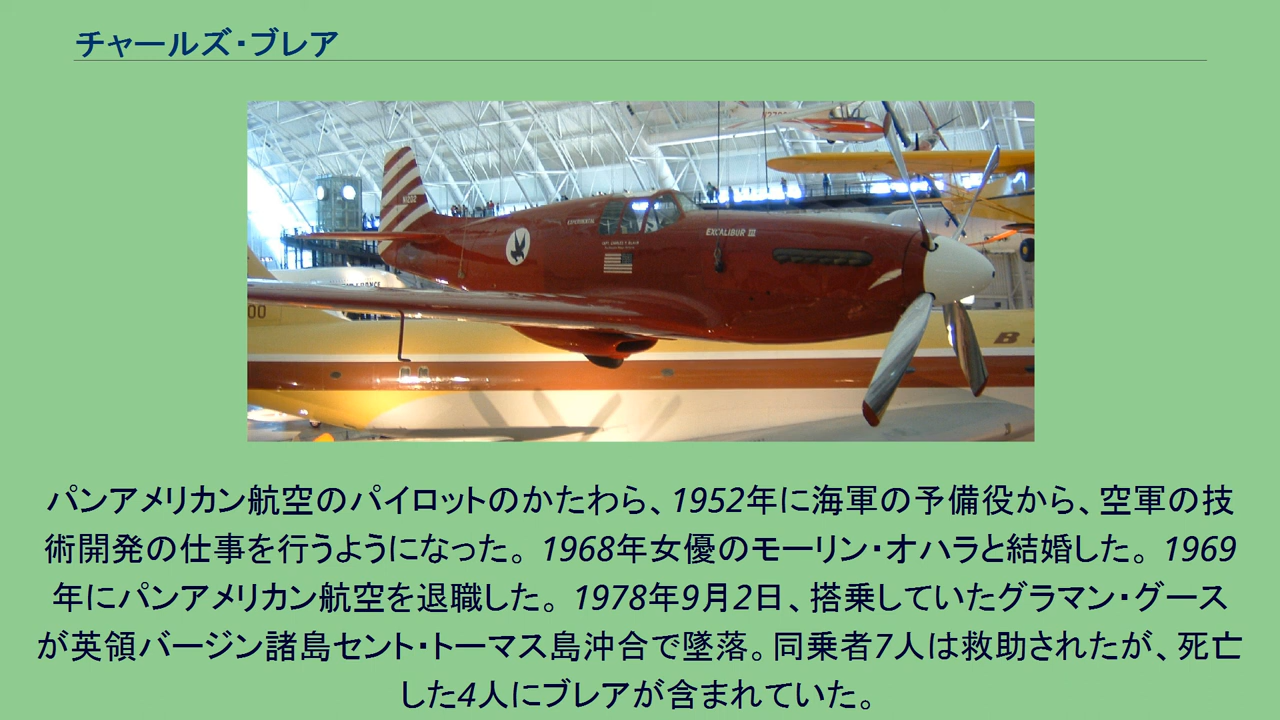 チャールズ・ブレア
N1202
EXPERIMENTAL
EXCALIBUR III
CAPT. CHARLES F. BLAIR
00
B
パンアメリカン航空のパイロットのかたわら、1952年に海軍の予備役から、空軍の技
術開発の仕事を行うようになった。 1968年女優のモーリン・オハラと結婚した。 1969
年にパンアメリカン航空を退職した。 1978年9月2日、搭乗していたグラマン・グース
が英領バージン諸島セント・トーマス島沖合で墜落。同乗者7人は救助されたが、死亡
した4人にブレアが含まれていた。